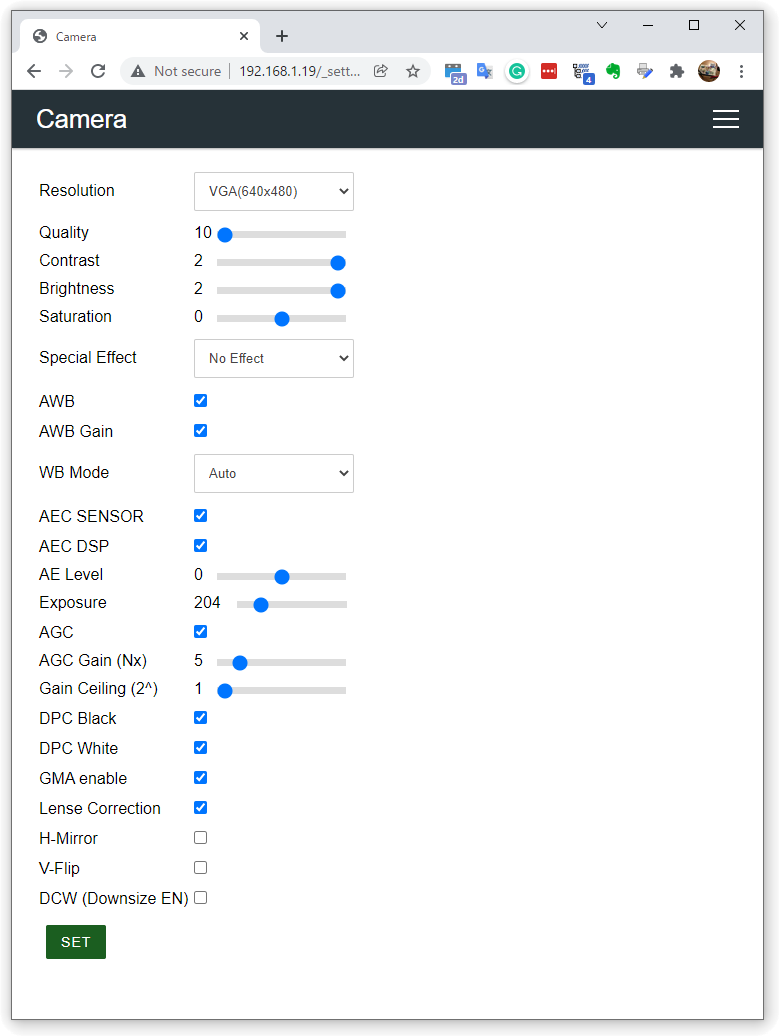 Camera
Not secure 192.168.1.19/_sett...
2d
4
Camera
Resolution VGA(640x480)
Quality 10
Contrast 2
Brightness 2
Saturation 0
Special Effect No Effect
AWB
AWB Gain
WB Mode Auto
AEC SENSOR
AEC DSP
AE Level 0
Exposure 204
AGC
AGC Gain (Nx) 5
Gain Ceiling (2^) 1
DPC Black
DPC White
GMA enable
Lense Correction
H-Mirror
V-Flip
DCW (Downsize EN)
SET